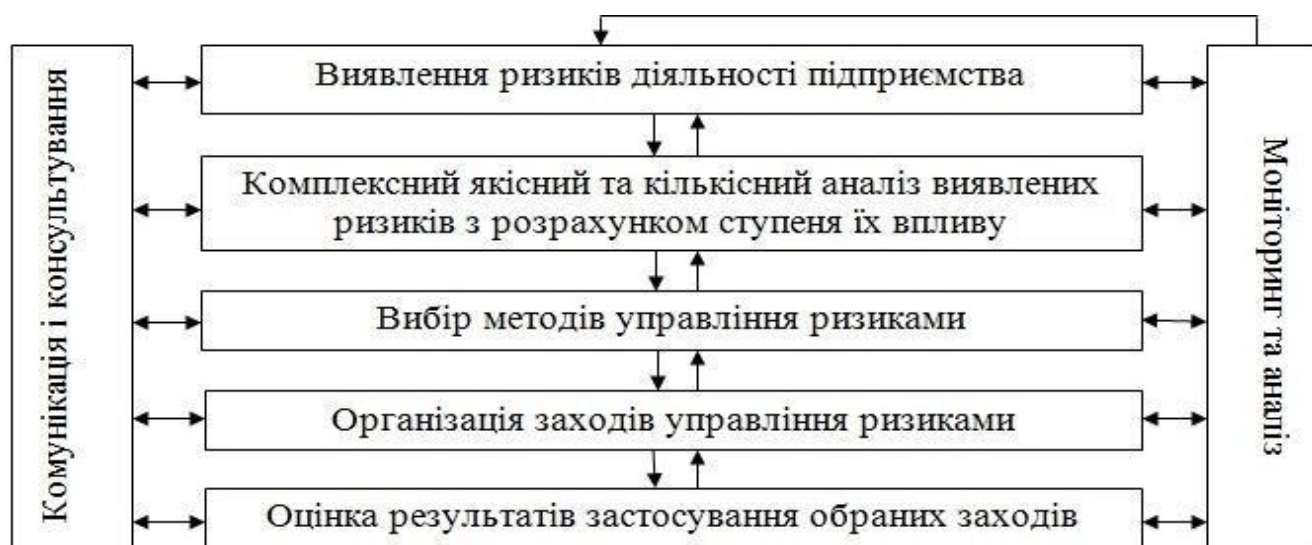 Комунікація і консультування
Виявлення ризиків діяльності підприємства
Комплексний якісний та кількісний аналіз виявлених
ризиків з розрахунком ступеня їх впливу
Вибір методів управління ризиками
Організація заходів управління ризиками
Оцінка результатів застосування обраних заходів
Моніторинг та аналіз